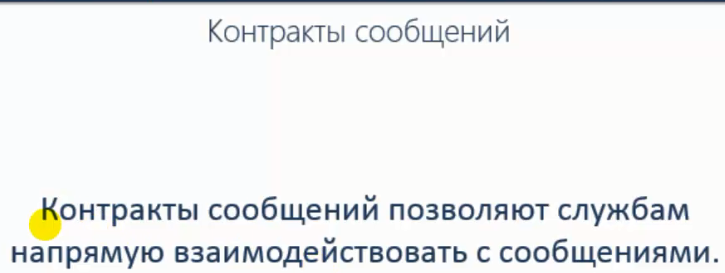 Контракты сообщений
Контракты сообщений позволяют службам
напрямую взаимодействовать с сообщениями.